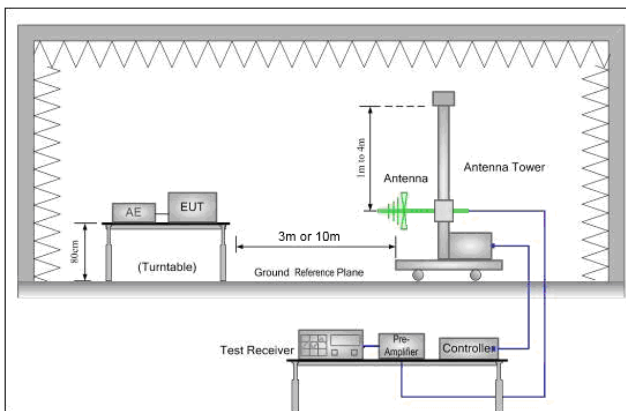 1m to 4m
Antenna
Antenna Tower
AE
EUT
80cm
3m or 10m
(Turntable)
Ground Reference Plane
Test Receiver
Pre-
Amplifier
Controller